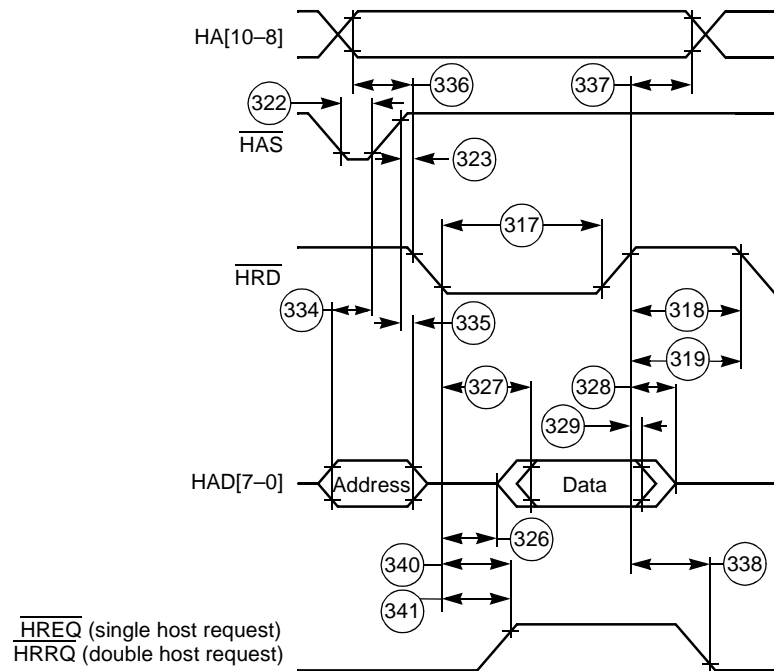 HA[10–8]
336
337
322
HAS
323
317
HRD
334
335
318
319
327
328
329
HAD[7–0]
Address
Data
326
340
338
341
HREQ (single host request)
HRRQ (double host request)